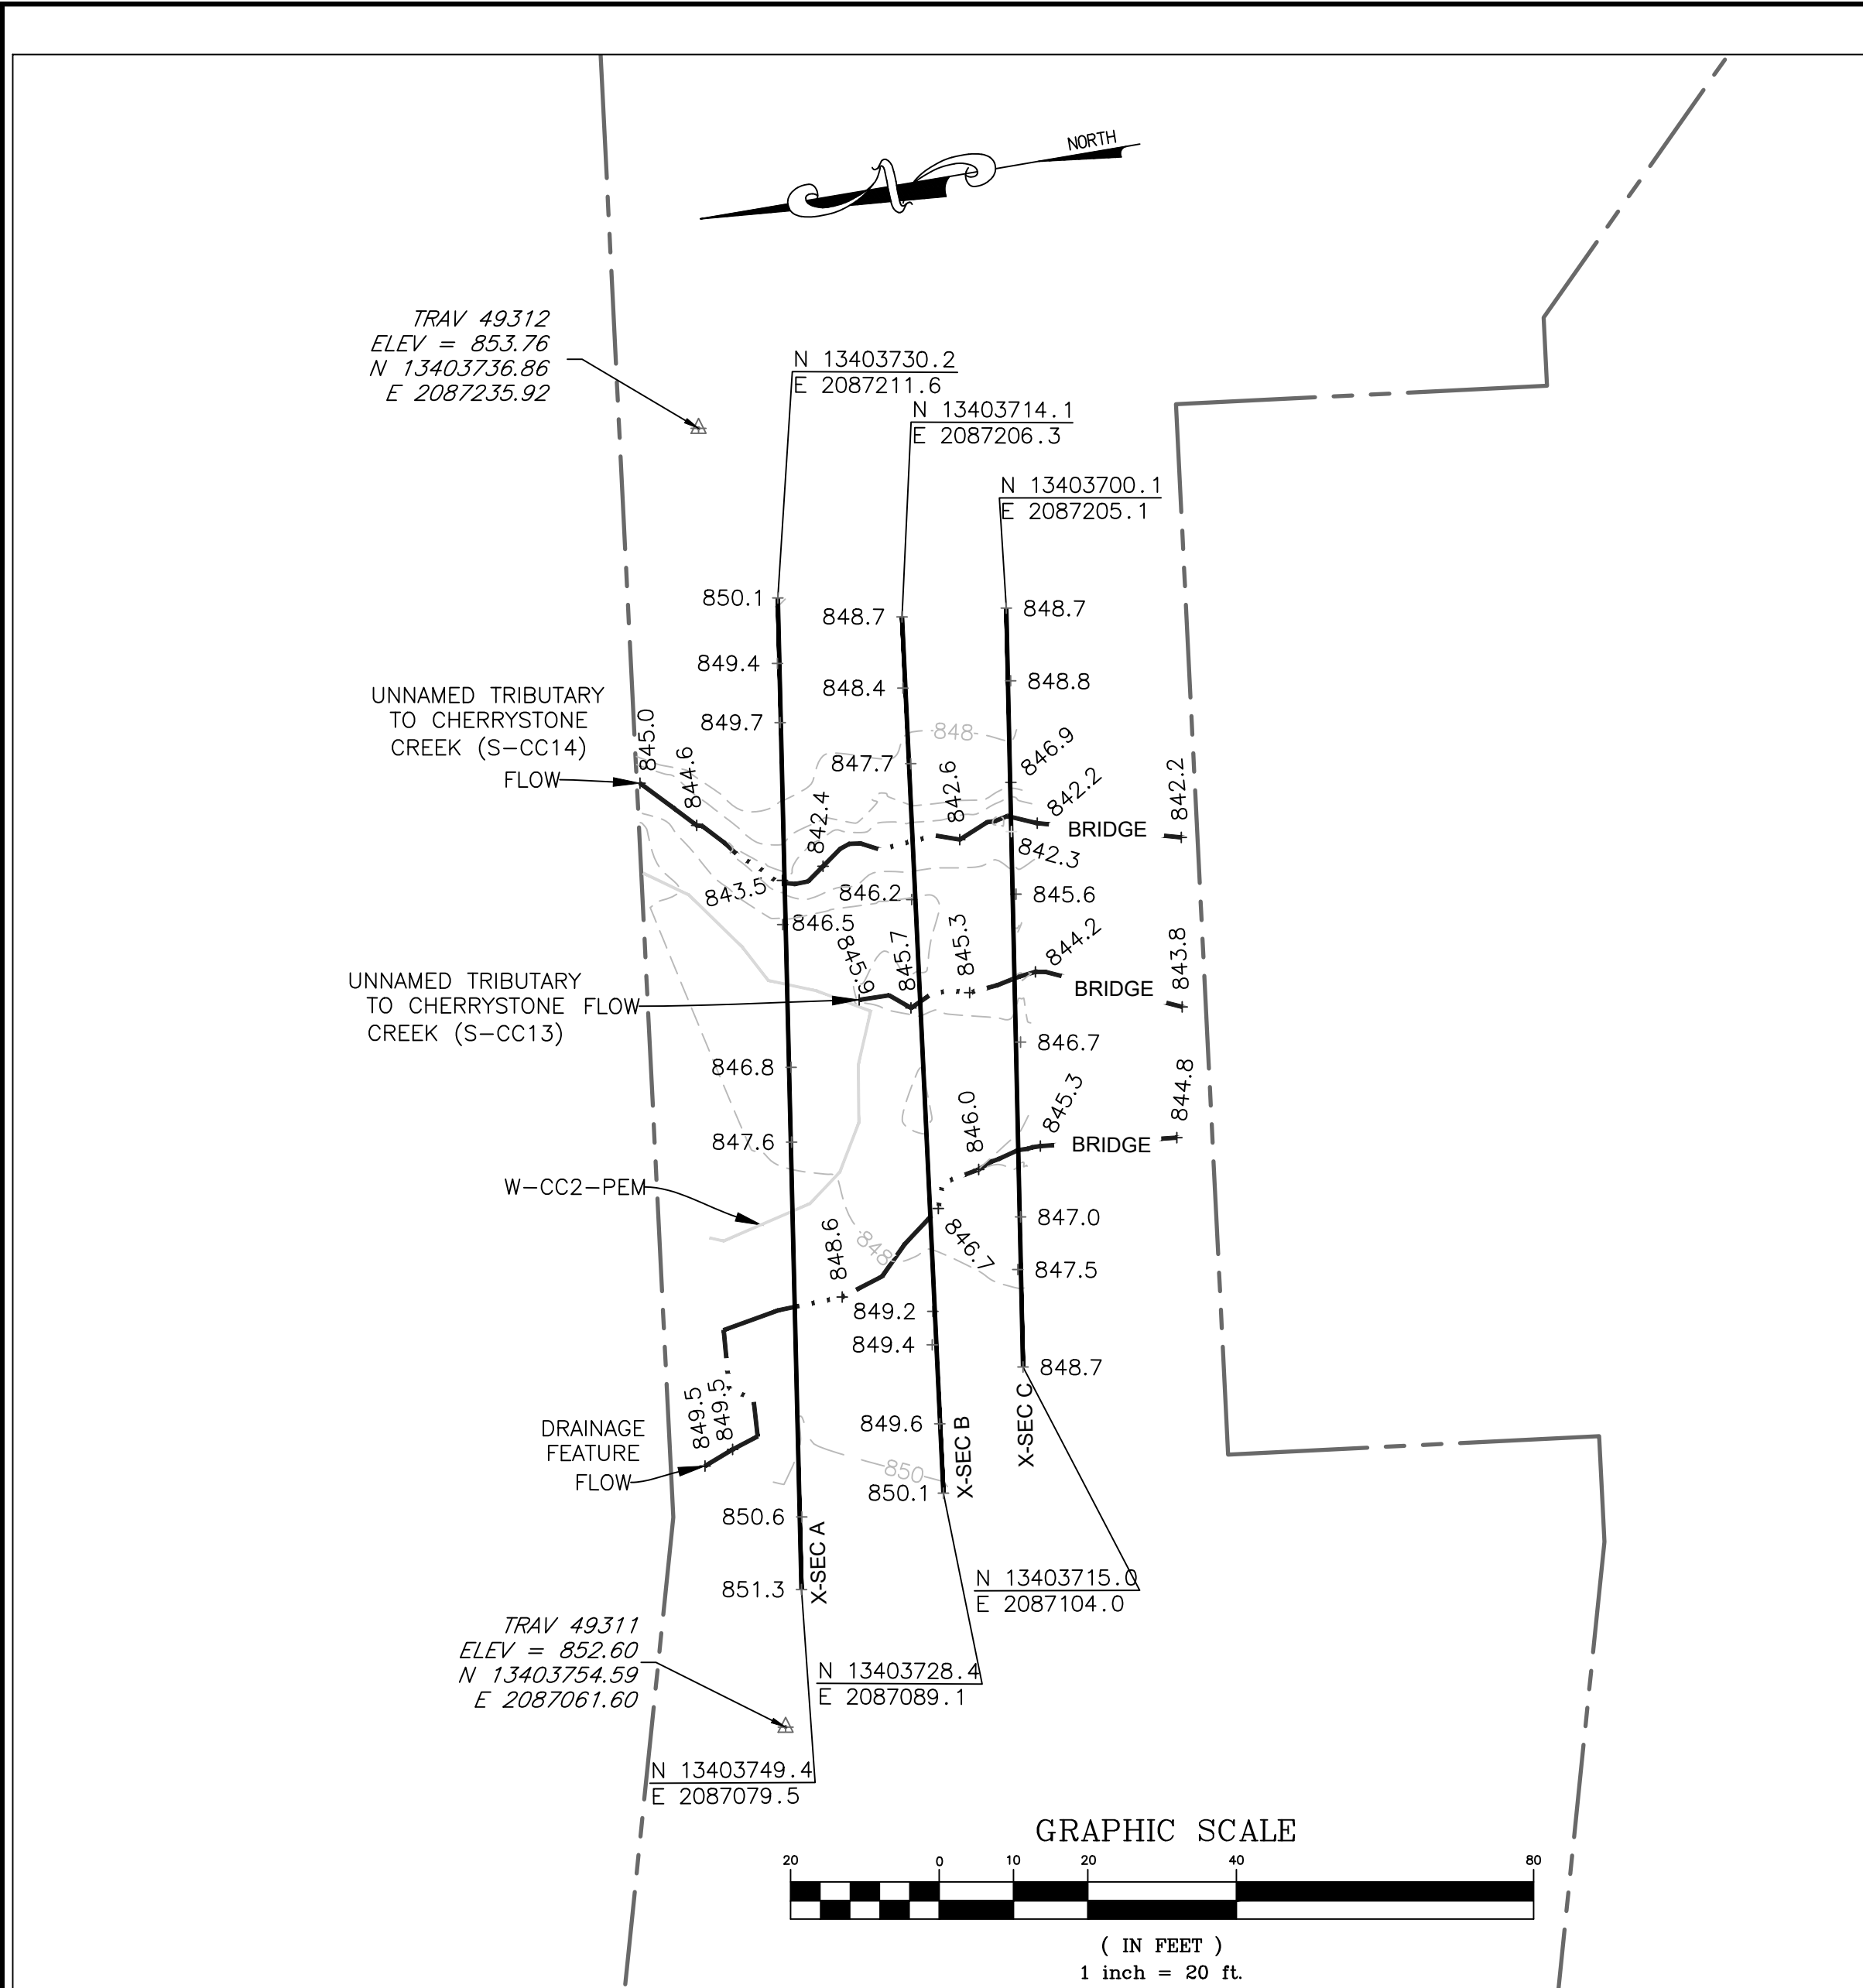 NORTH
TRAV 49312
ELEV = 853.76
N 13403736.86
E 2087235.92
N 13403730.2
E 2087211.6
N 13403714.1
E 2087206.3
N 13403700.1
E 2087205.1
850.1
848.7
848.7
849.4
848.4
848.8
849.7
848
847.7
846.9
UNNAMED TRIBUTARY
TO CHERRYSTONE
CREEK (S-CC14)
FLOW
845.0
844.6
842.4
842.6
842.2
BRIDGE
842.2
843.5
846.2
842.3
845.6
846.5
845.9
845.7
845.3
844.2
BRIDGE
843.8
UNNAMED TRIBUTARY
TO CHERRYSTONE FLOW
CREEK (S-CC13)
846.7
846.8
847.6
846.0
845.3
BRIDGE
844.8
W-CC2-PEM
848.6
848
846.7
847.0
847.5
849.2
849.4
848.7
849.5
849.5
849.6
DRAINAGE
FEATURE
FLOW
850
850.1
X-SEC B
X-SEC C
850.6
851.3
X-SEC A
N 13403715.0
E 2087104.0
TRAV 49311
ELEV = 852.60
N 13403754.59
E 2087061.60
N 13403728.4
E 2087089.1
N 13403749.4
E 2087079.5
GRAPHIC SCALE
20 0 10 20 40 80
( IN FEET )
1 inch = 20 ft.